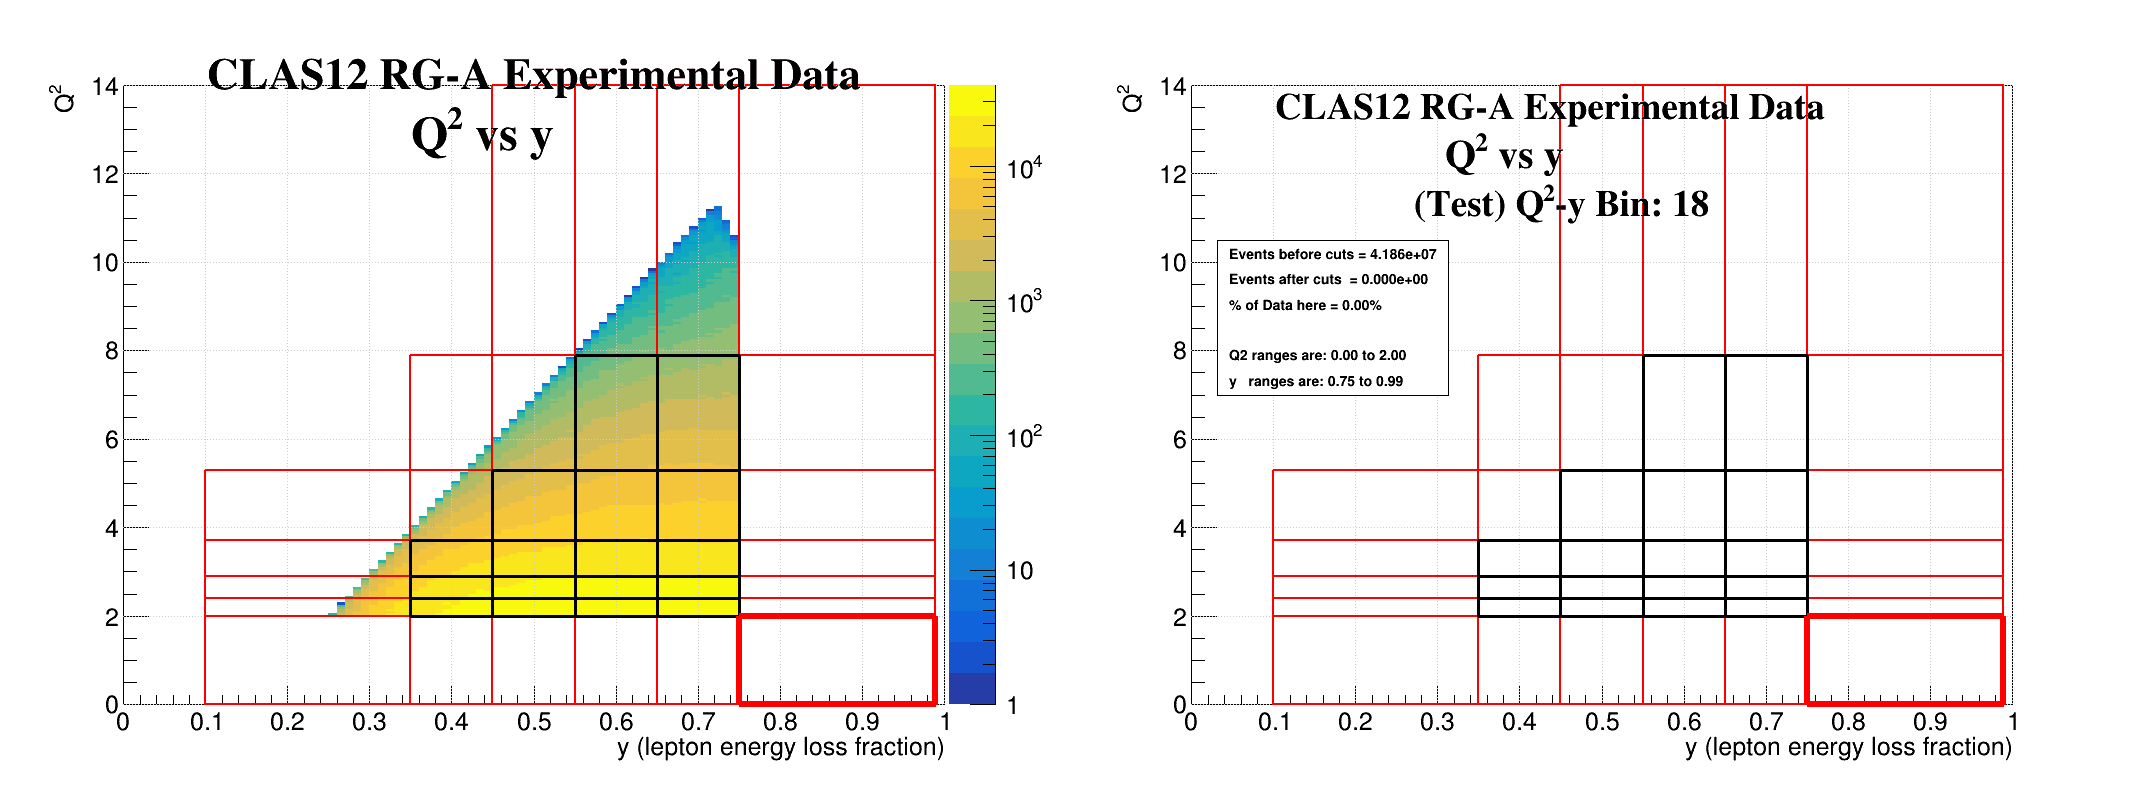 CLAS12 RG-A Experimental Data
Q² vs y
Q²
14
12
10
8
6
4
2
0
0 0.1 0.2 0.3 0.4 0.5 0.6 0.7 0.8 0.9 1
y (lepton energy loss fraction)
10⁴
10³
10²
10
1
CLAS12 RG-A Experimental Data
Q² vs y
(Test) Q²-y Bin: 18
Q²
14
12
10
8
6
4
2
0
Events before cuts = 4.186e+07
Events after cuts = 0.000e+00
% of Data here = 0.00%
Q2 ranges are: 0.00 to 2.00
y ranges are: 0.75 to 0.99
0 0.1 0.2 0.3 0.4 0.5 0.6 0.7 0.8 0.9 1
y (lepton energy loss fraction)